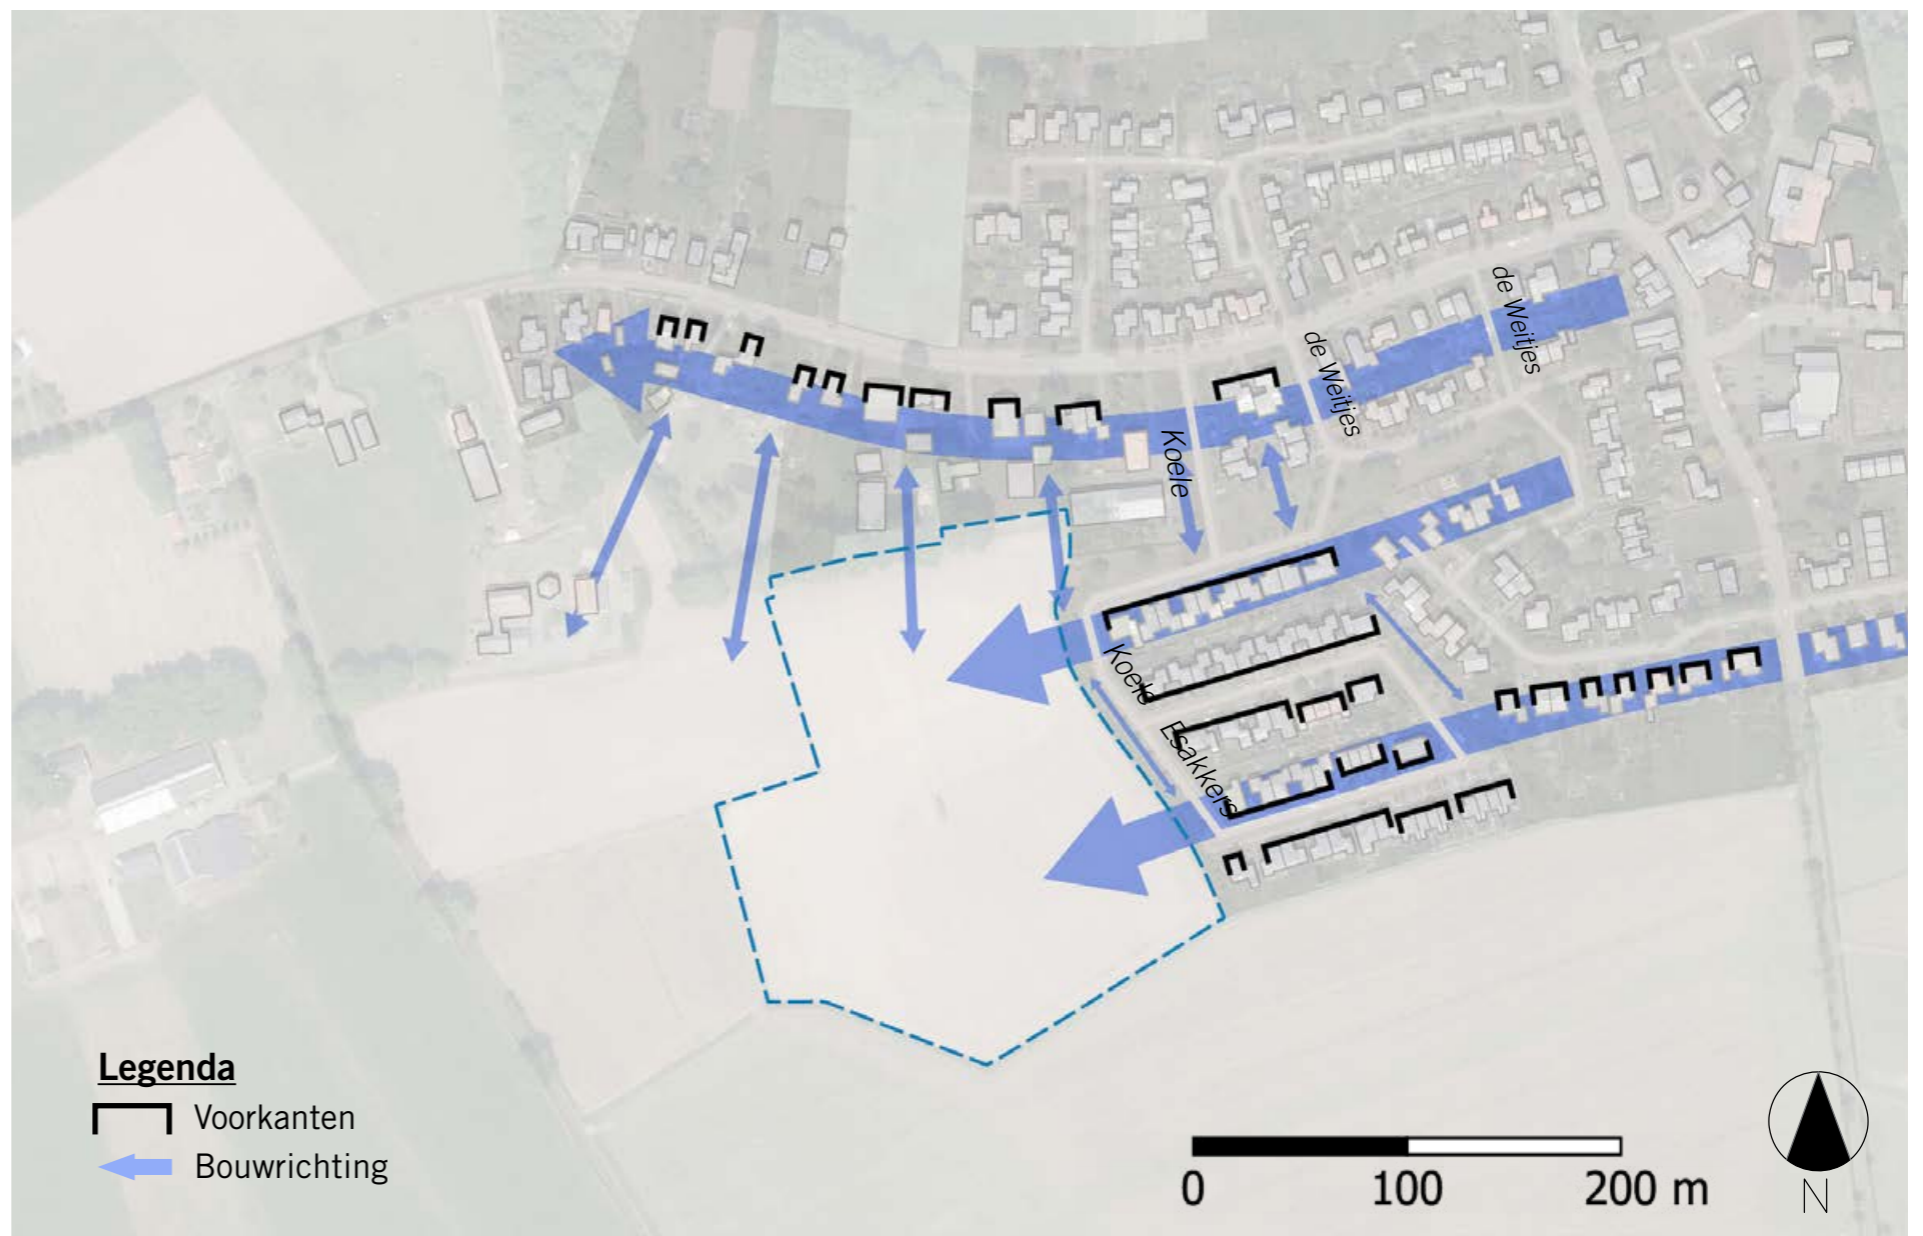 de Weitjes
de Weitjes
Koele
Koele
Esakkers
Legenda
Voorkanten
Bouwrichting
0 100 200 m
N